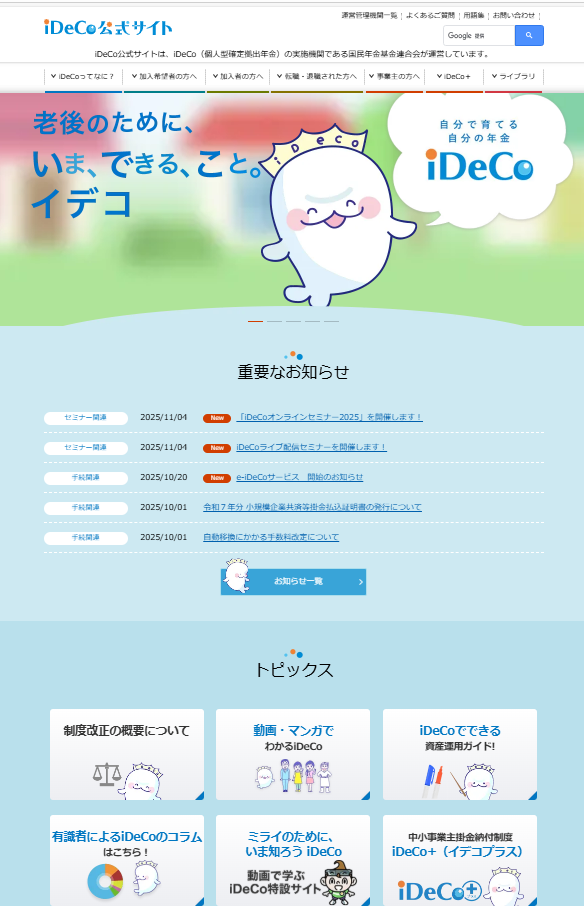 iDeCo公式サイト
運営管理機関一覧 | よくあるご質問 | 用語集 | お問い合わせ |
Google 提供
iDeCo公式サイトは、iDeCo（個人型確定拠出年金）の実施機関である国民年金基金連合会が運営しています。
iDeCoってなに？ 加入希望者の方へ 加入者の方へ 転職・退職された方へ 事業主の方へ iDeCo+ ライブラリ
老後のために、
いま、できる、こと。
イデコ
iDeCo
自分で育てる
自分の年金
iDeCo
重要なお知らせ
セミナー関連 2025/11/04 New 「iDeCoオンラインセミナー2025」を開催します！
セミナー関連 2025/11/04 New iDeCoライブ配信セミナーを開催します！
手続関連 2025/10/20 New e-iDeCoサービス　開始のお知らせ
手続関連 2025/10/01 令和７年分 小規模企業共済等掛金払込証明書の発行について
手続関連 2025/10/01 自動移換にかかる手数料改定について
お知らせ一覧
トピックス
制度改正の概要について
動画・マンガで
わかるiDeCo
iDeCoでできる
資産運用ガイド!
有識者によるiDeCoのコラム
はこちら！
ミライのために、
いま知ろう iDeCo
動画で学ぶ
iDeCo特設サイト
中小事業主掛金納付制度
iDeCo+（イデコプラス）
iDeCo+